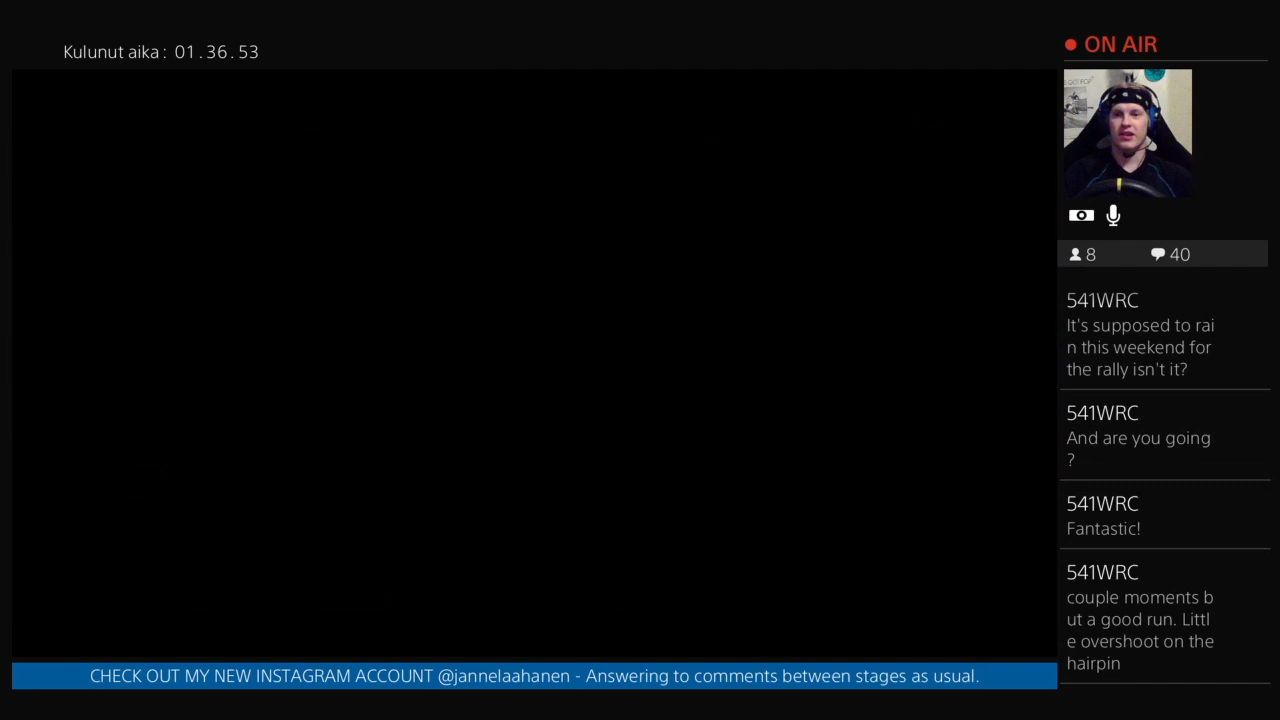 Kulunut aika : 01 . 36 . 53
ON AIR
8
40
541WRC
It's supposed to rai
n this weekend for
the rally isn't it?
541WRC
And are you going
?
541WRC
Fantastic!
541WRC
couple moments b
ut a good run. Littl
e overshoot on the
hairpin
CHECK OUT MY NEW INSTAGRAM ACCOUNT @jannelaahanen - Answering to comments between stages as usual.